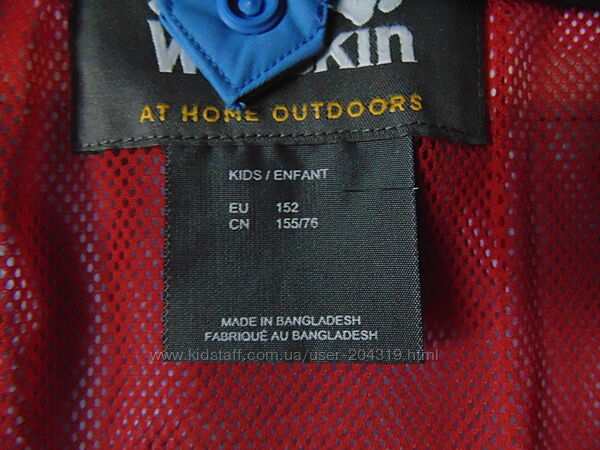 AT HOME OUTDOORS
KIDS / ENFANT
EU 152
CN 155/76
MADE IN BANGLADESH
FABRIQUÉ AU BANGLADESH
www.kidstaff.com.ua/user-204319.html